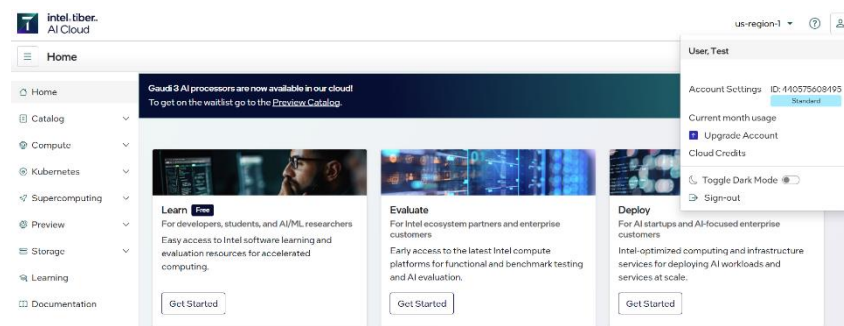 intel. tiber..
AI Cloud
us-region-1
Home
User, Test
Account Settings ID: 440575608495
Standard
Current month usage
Upgrade Account
Cloud Credits
Toggle Dark Mode
Sign-out
Home
Catalog
Compute
Kubernetes
Supercomputing
Preview
Storage
Learning
Documentation
Gaudi 3 AI processors are now available in our cloud!
To get on the waitlist go to the Preview Catalog.
Learn Free
For developers, students, and AI/ML researchers
Easy access to Intel software learning and
evaluation resources for accelerated
computing.
Get Started
Evaluate
For Intel ecosystem partners and enterprise
customers
Early access to the latest Intel compute
platforms for functional and benchmark testing
and AI evaluation.
Get Started
Deploy
For AI startups and AI-focused enterprise
customers
Intel-optimized computing and infrastructure
services for deploying AI workloads and
services at scale.
Get Started